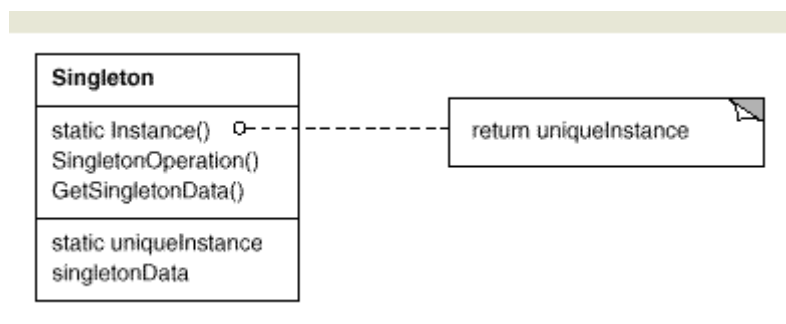 Singleton
static Instance()
return uniqueInstance
SingletonOperation()
GetSingletonData()
static uniqueInstance
singletonData